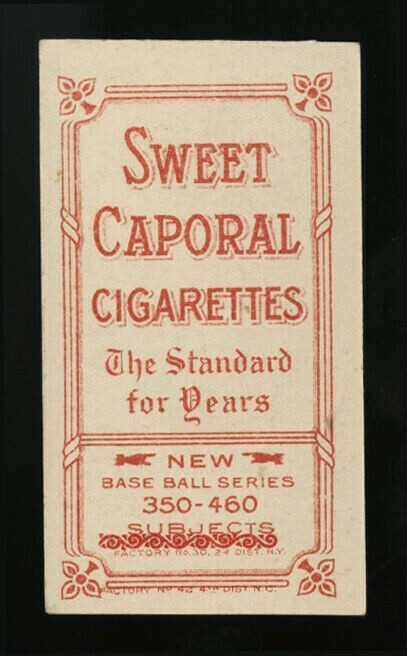 SWEET
CAPORAL
CIGARETTES
The Standard
for Years
NEW
BASE BALL SERIES
350-460
SUBJECTS
FACTORY No. 30, 2d DIST. N.Y.
FACTORY No 42 4TH DIST. N.C.